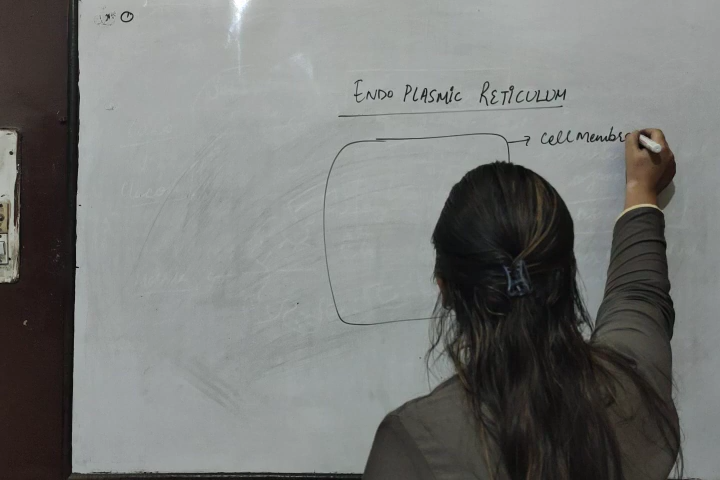 ENDO PLASMIC RETICULUM
→ Cell Membr